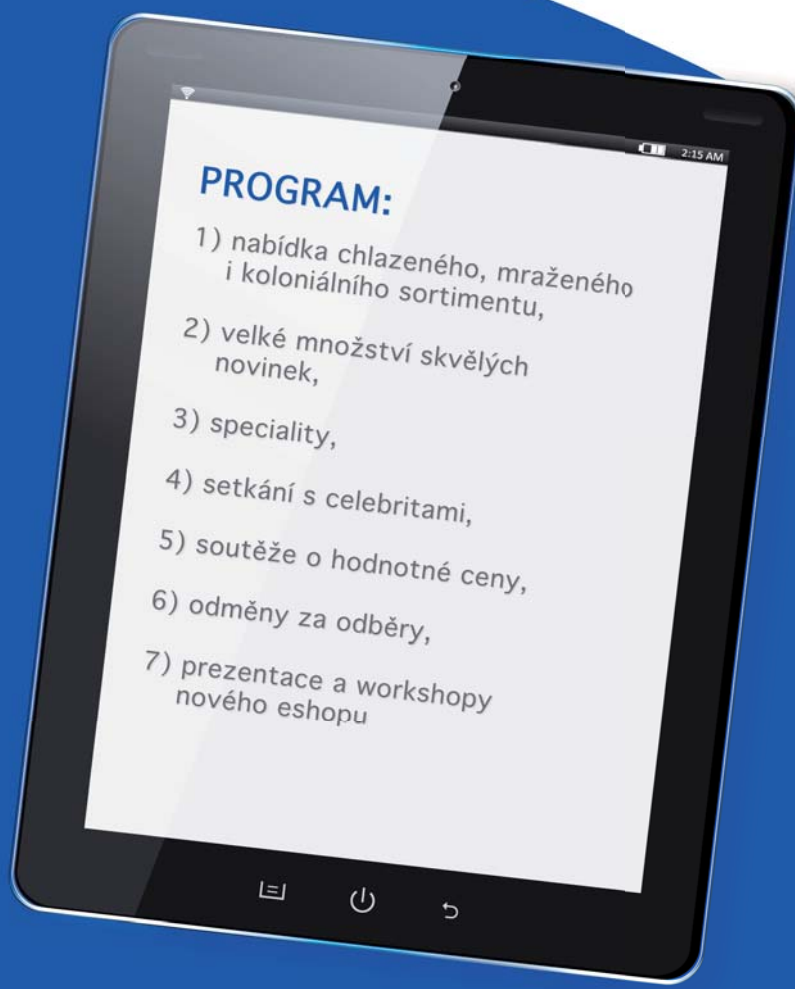 2:15 AM
PROGRAM:
1) nabídka chlazeného, mraženého
i koloniálního sortimentu,
2) velké množství skvělých
novinek,
3) speciality,
4) setkání s celebritami,
5) soutěže o hodnotné ceny,
6) odměny za odběry,
7) prezentace a workshopy
nového eshopu